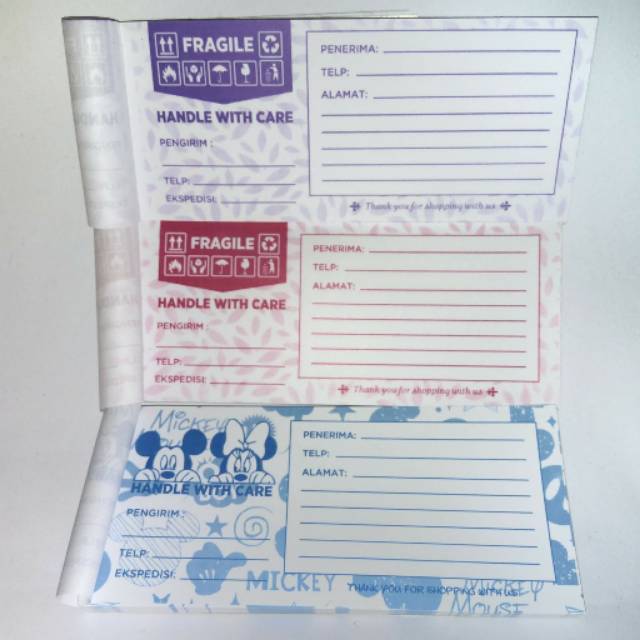 FRAGILE
HANDLE WITH CARE
PENGIRIM :
TELP:
EKSPEDISI:
PENERIMA:
TELP:
ALAMAT:
Thank you for shopping with us
FRAGILE
HANDLE WITH CARE
PENGIRIM :
TELP:
EKSPEDISI:
PENERIMA:
TELP:
ALAMAT:
Thank you for shopping with us
Mickey
Mouse
HANDLE WITH CARE
PENGIRIM :
TELP:
EKSPEDISI:
PENERIMA:
TELP:
ALAMAT:
MICKEY
THANK YOU FOR SHOPPING WITH US
MICKEY
MOUSE